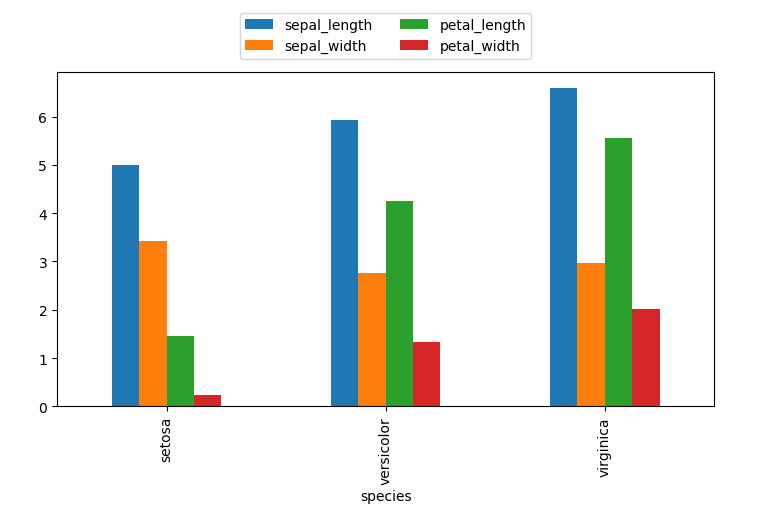 sepal_length petal_length
sepal_width petal_width
6
5
4
3
2
1
0
setosa
versicolor
virginica
species